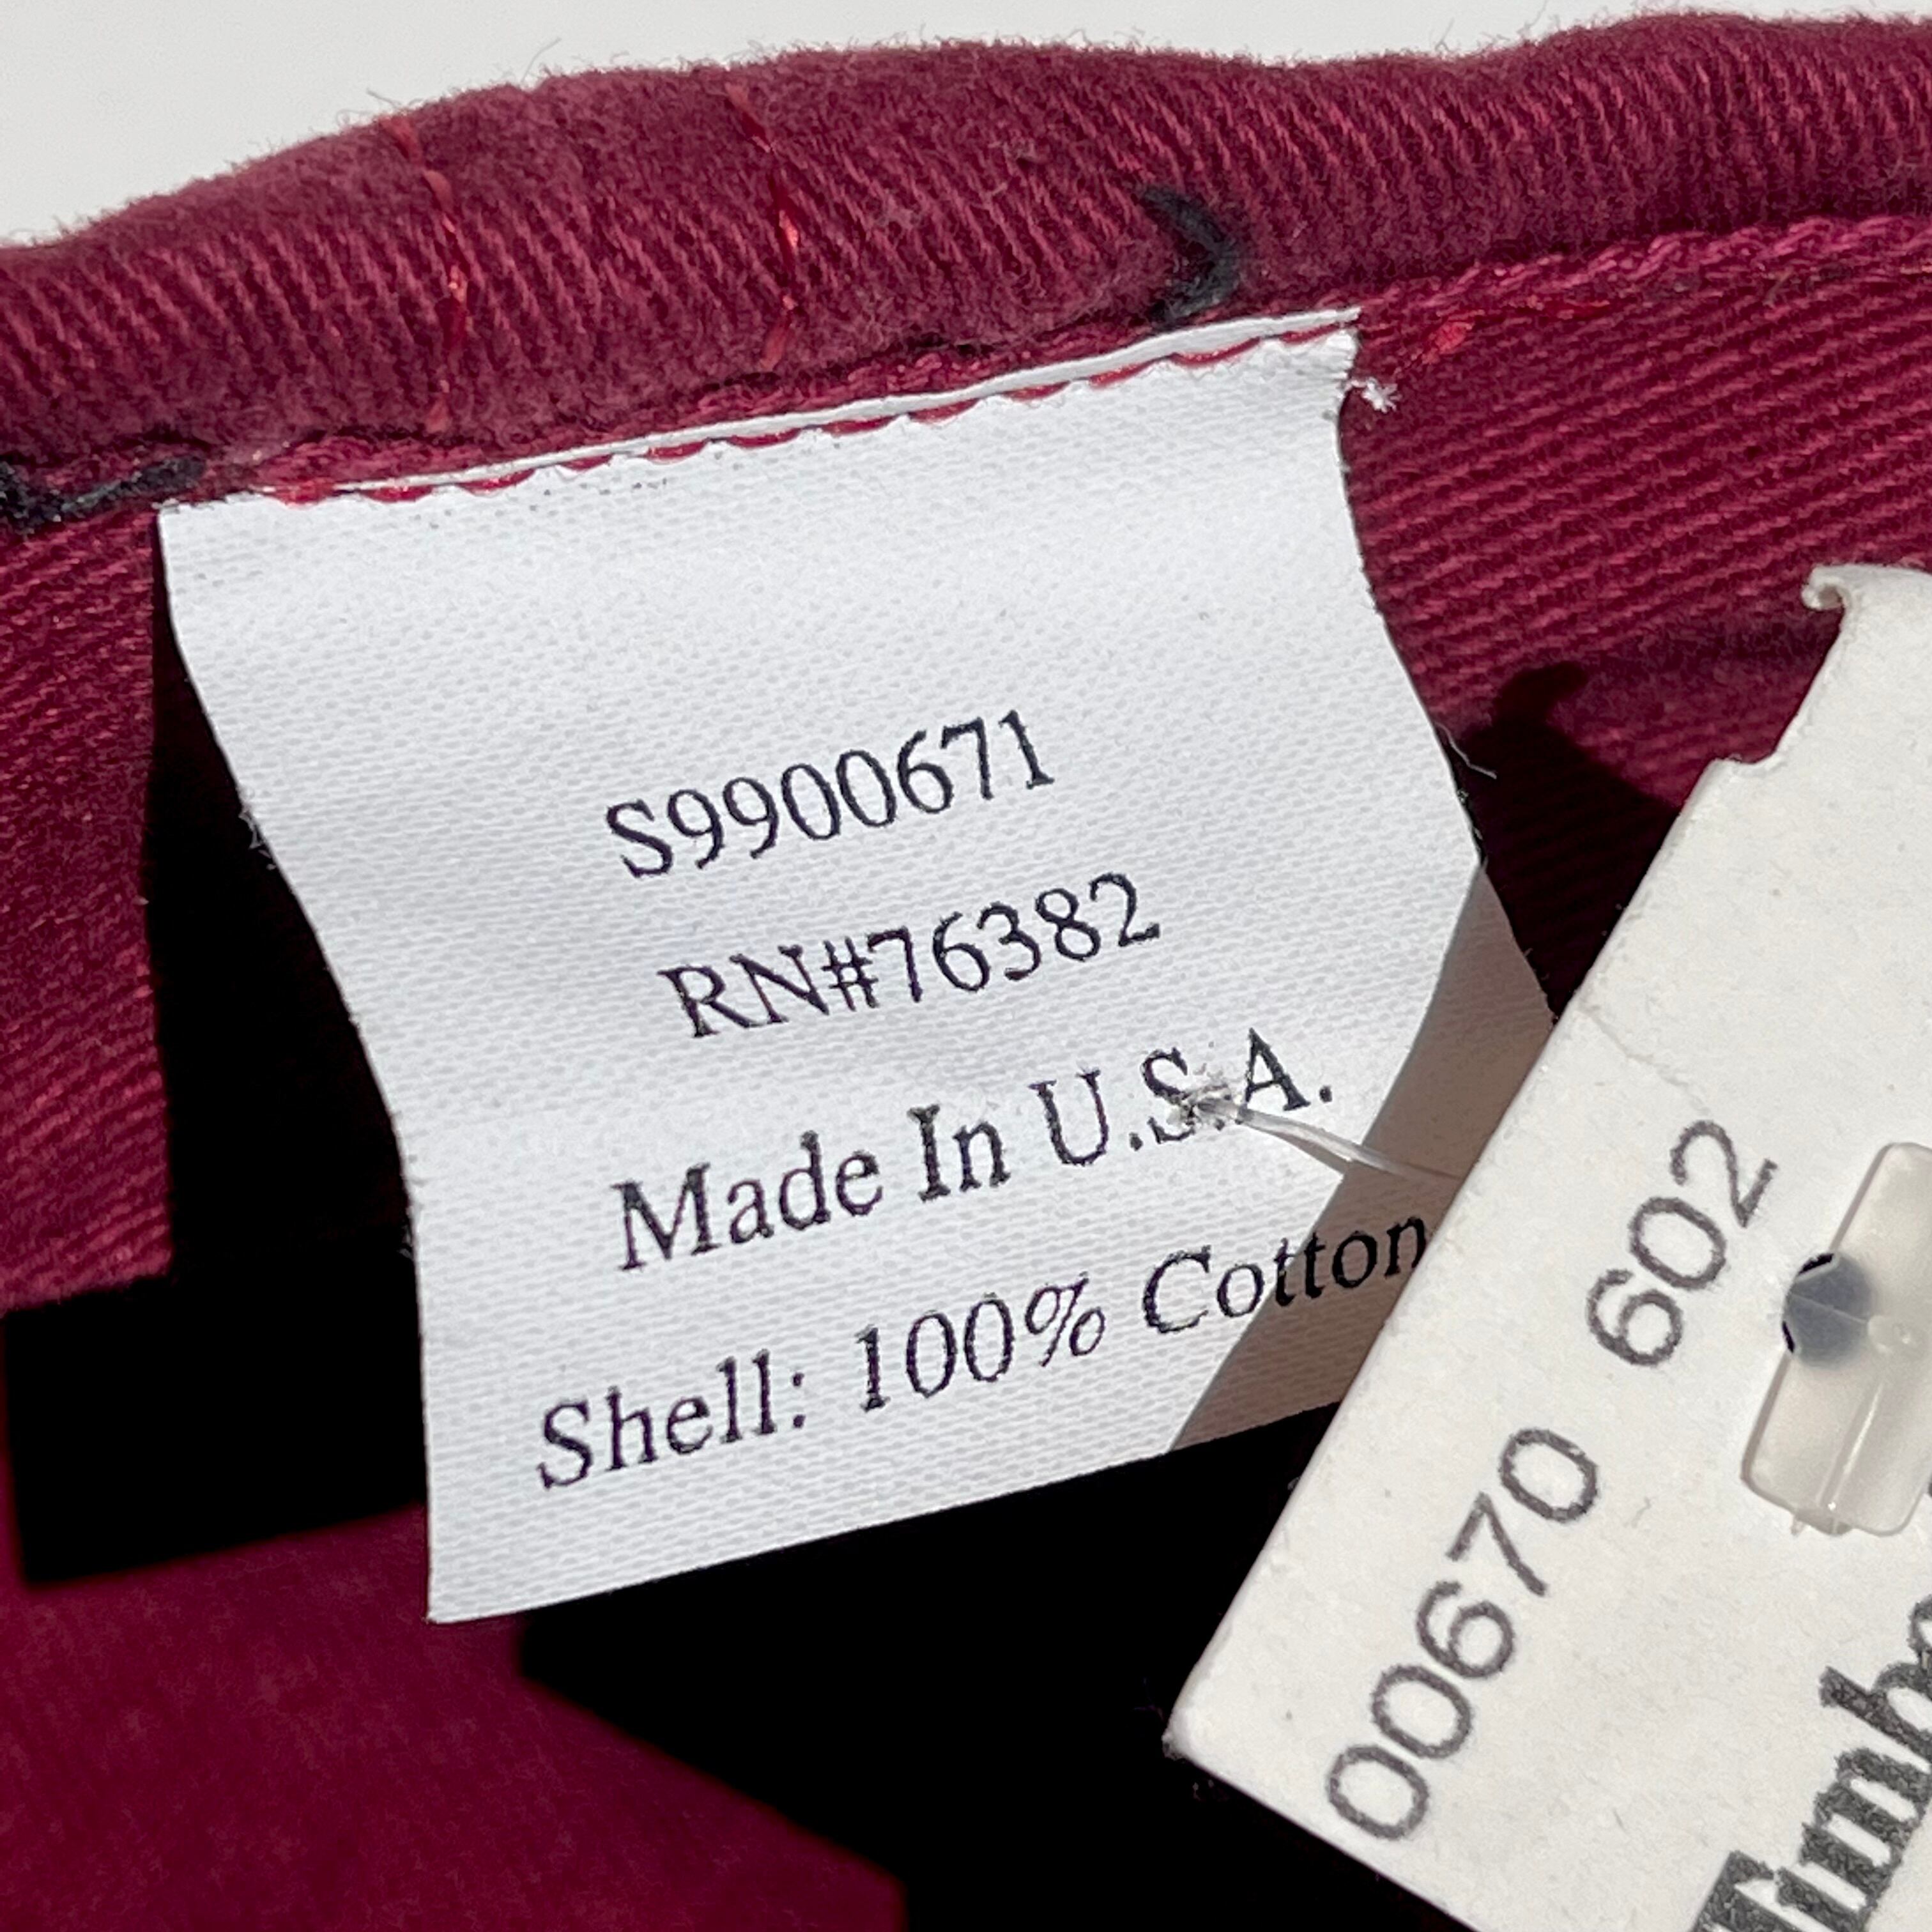 S9900671
RN#76382
Made In U.S.A.
Shell: 100% Cotton
00670 602